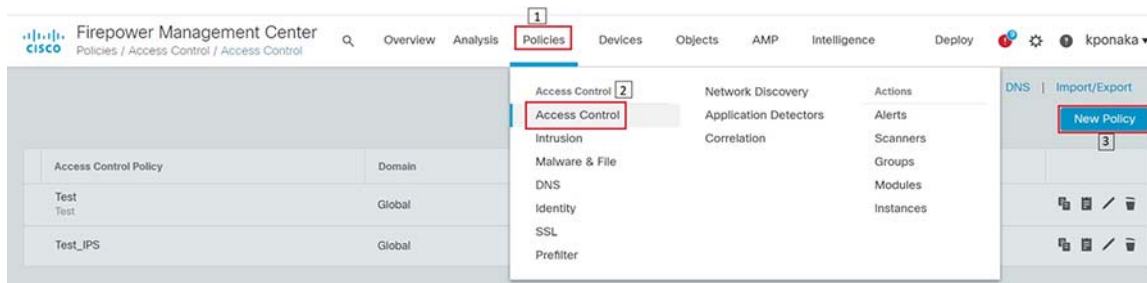 1
CISCO
Firepower Management Center
Policies / Access Control / Access Control
Overview Analysis Policies Devices Objects AMP Intelligence Deploy 9 kponaka
DNS | Import/Export
New Policy
3
Access Control 2
Access Control
Intrusion
Malware & File
DNS
Identity
SSL
Prefilter
Network Discovery
Application Detectors
Correlation
Actions
Alerts
Scanners
Groups
Modules
Instances
Access Control Policy Domain
Test Global
Test
Test_IPS Global